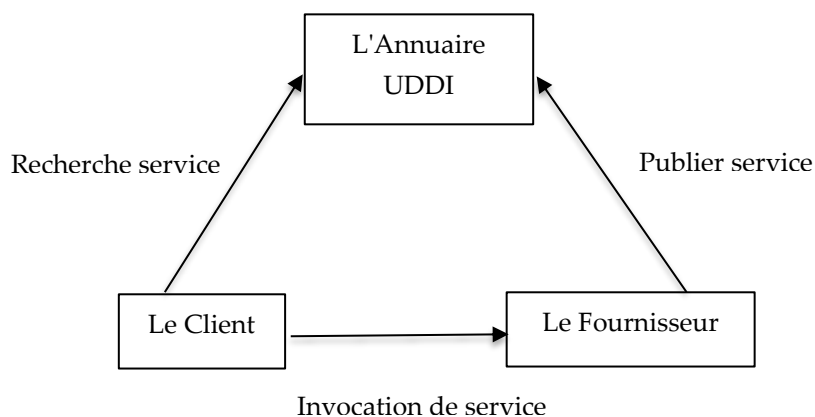 L'Annuaire
UDDI
Recherche service
Publier service
Le Client
Le Fournisseur
Invocation de service